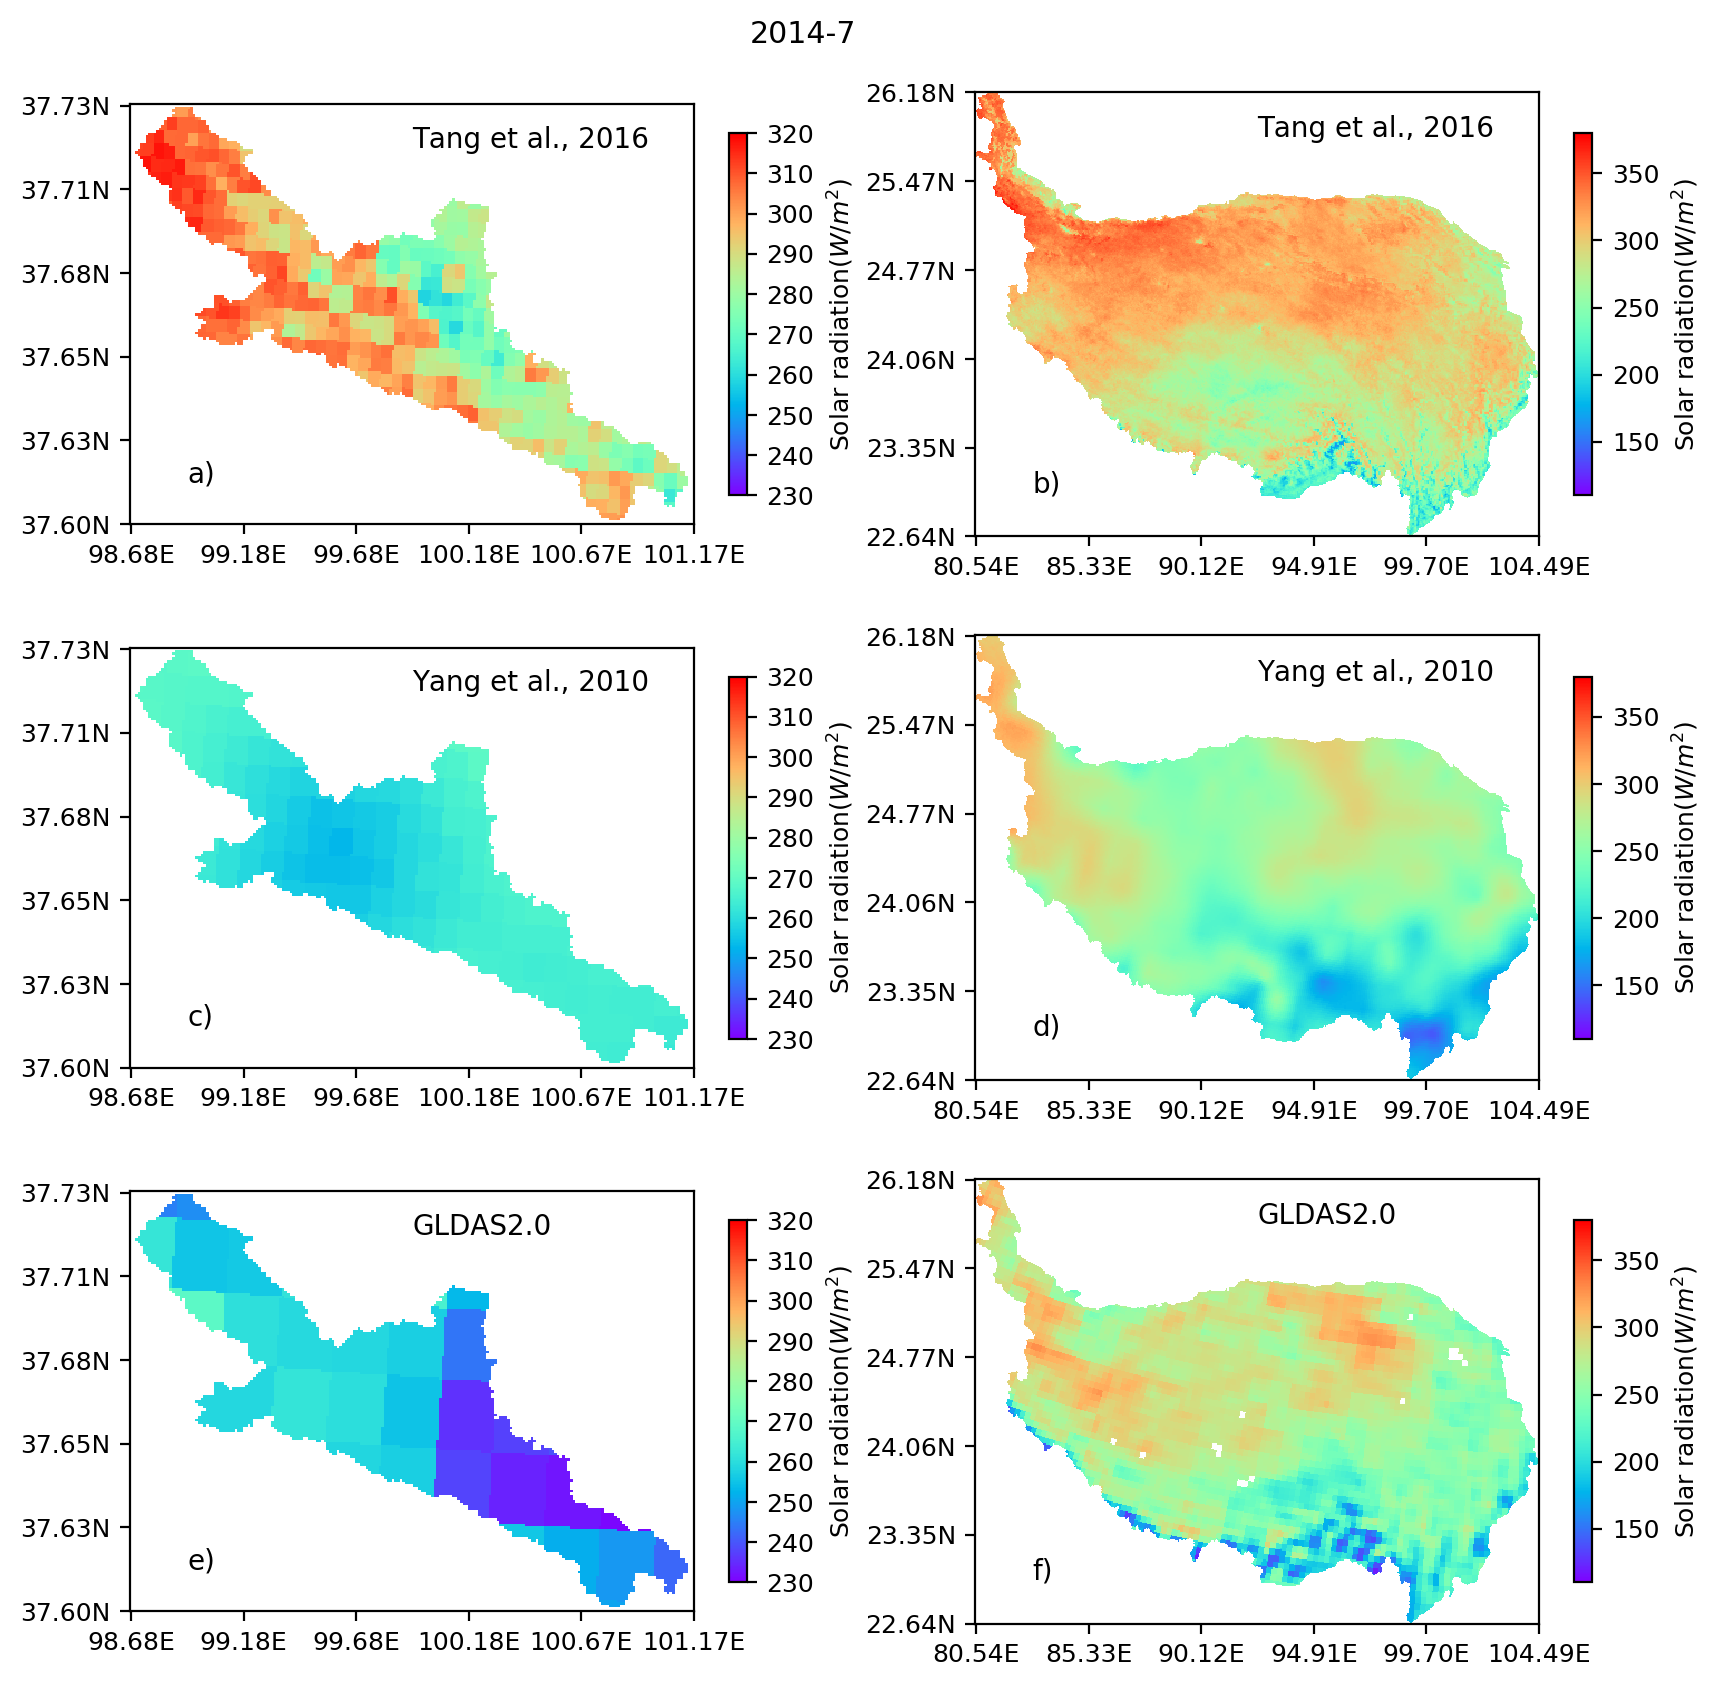 2014-7
37.73N
37.71N
37.68N
37.65N
37.63N
37.60N
98.68E 99.18E 99.68E 100.18E 100.67E 101.17E
Tang et al., 2016
a)
320
310
300
290
280
270
260
250
240
230
Solar radiation(W/m²)
26.18N
25.47N
24.77N
24.06N
23.35N
22.64N
80.54E 85.33E 90.12E 94.91E 99.70E 104.49E
Tang et al., 2016
b)
350
300
250
200
150
Solar radiation(W/m²)
37.73N
37.71N
37.68N
37.65N
37.63N
37.60N
98.68E 99.18E 99.68E 100.18E 100.67E 101.17E
Yang et al., 2010
c)
320
310
300
290
280
270
260
250
240
230
Solar radiation(W/m²)
26.18N
25.47N
24.77N
24.06N
23.35N
22.64N
80.54E 85.33E 90.12E 94.91E 99.70E 104.49E
Yang et al., 2010
d)
350
300
250
200
150
Solar radiation(W/m²)
37.73N
37.71N
37.68N
37.65N
37.63N
37.60N
98.68E 99.18E 99.68E 100.18E 100.67E 101.17E
GLDAS2.0
e)
320
310
300
290
280
270
260
250
240
230
Solar radiation(W/m²)
26.18N
25.47N
24.77N
24.06N
23.35N
22.64N
80.54E 85.33E 90.12E 94.91E 99.70E 104.49E
GLDAS2.0
f)
350
300
250
200
150
Solar radiation(W/m²)